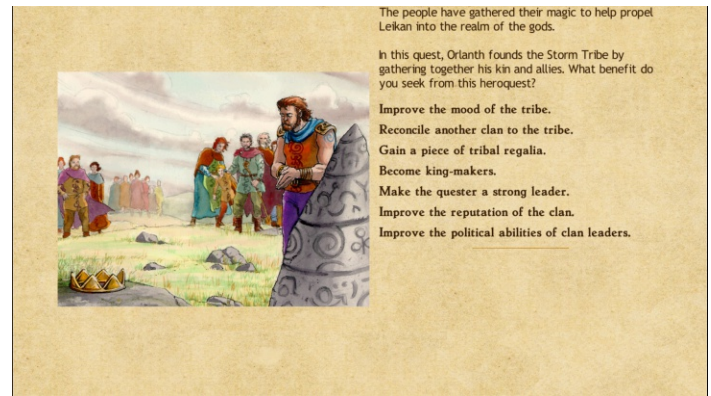 The people have gathered their magic to help propel
Leikan into the realm of the gods.
In this quest, Orlanth founds the Storm Tribe by
gathering together his kin and allies. What benefit do
you seek from this heroquest?
Improve the mood of the tribe.
Reconcile another clan to the tribe.
Gain a piece of tribal regalia.
Become king-makers.
Make the quester a strong leader.
Improve the reputation of the clan.
Improve the political abilities of clan leaders.